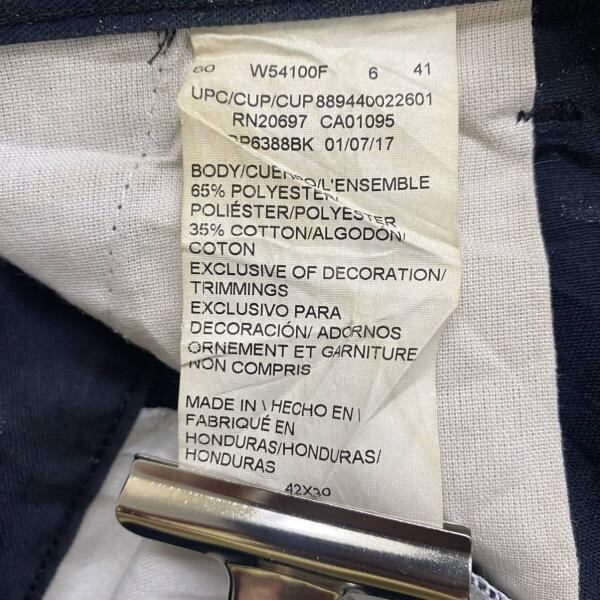 60 W54100F 6 41
UPC/CUP/CUP 889440022601
RN20697 CA01095
DP6388BK 01/07/17
BODY/CUERPO/L'ENSEMBLE
65% POLYESTER/
POLIÉSTER/POLYESTER
35% COTTON/ALGODÓN/
COTON
EXCLUSIVE OF DECORATION/
TRIMMINGS
EXCLUSIVO PARA
DECORACIÓN/ ADORNOS
ORNEMENT ET GARNITURE
NON COMPRIS
MADE IN \ HECHO EN \
FABRIQUÉ EN
HONDURAS/HONDURAS/
HONDURAS
42X30